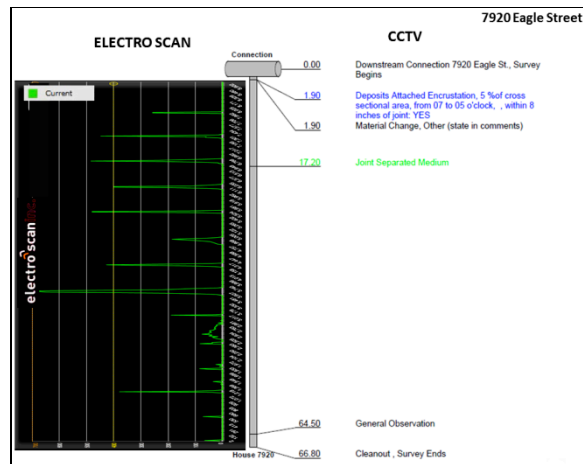 7920 Eagle Street
ELECTRO SCAN
CCTV
Connection
Current
electro scan inc.
0.00 Downstream Connection 7920 Eagle St., Survey
Begins
1.90 Deposits Attached Encrustation, 5 %of cross
sectional area, from 07 to 05 o'clock, , within 8
inches of joint: YES
1.90 Material Change, Other (state in comments)
17.20 Joint Separated Medium
64.50 General Observation
66.80 Cleanout , Survey Ends
House 7920